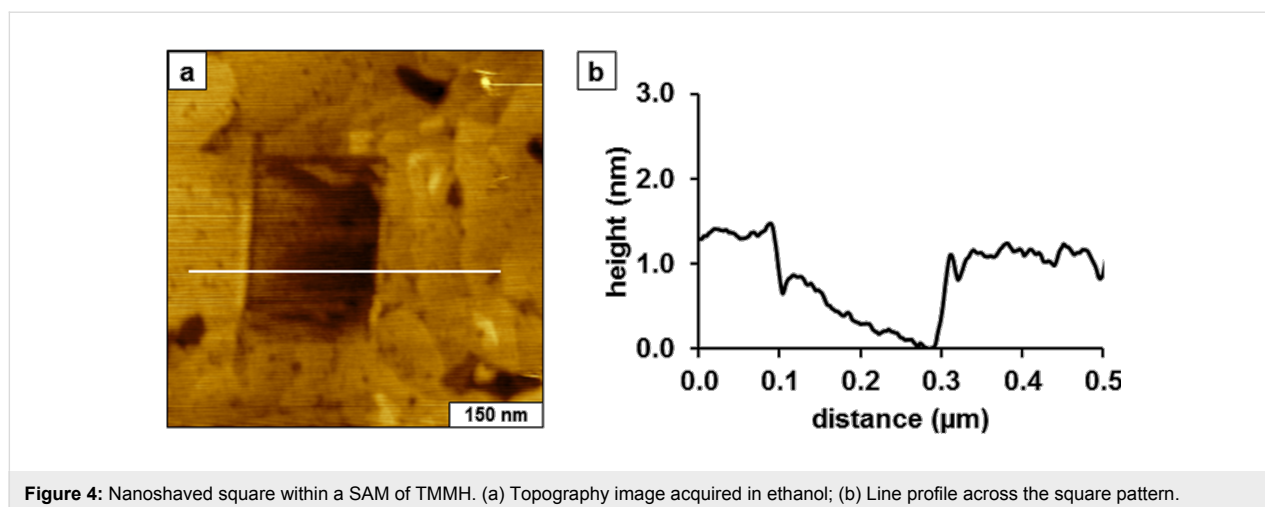 a
150 nm
b
3.0
2.0
1.0
0.0
height (nm)
0.0 0.1 0.2 0.3 0.4 0.5
distance (µm)
Figure 4: Nanoshaved square within a SAM of TMMH. (a) Topography image acquired in ethanol; (b) Line profile across the square pattern.